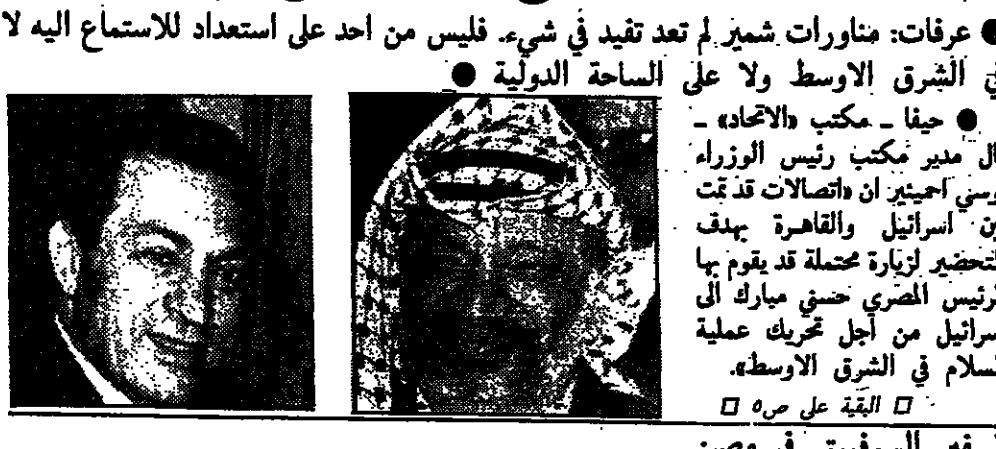 ● عرفات: مناورات شمير لم تعد تفيد في شيء. فليس من احد على استعداد للاستماع اليه لا
في الشرق الاوسط ولا على الساحة الدولية ●
● حيفا ـ مكتب «الاتحاد» ـ
ال مدير مكتب رئيس الوزراء
وسي احمينير ان «اتصالات قد تمت
ين اسرائيل والقاهرة بهدف
لتحضير لزيارة محتملة قد يقوم بها
لرئيس المصري حسني مبارك الى
سرائيل من أجل تحريك عملية
لسلام في الشرق الاوسط».
□ البقية على ص٥ □